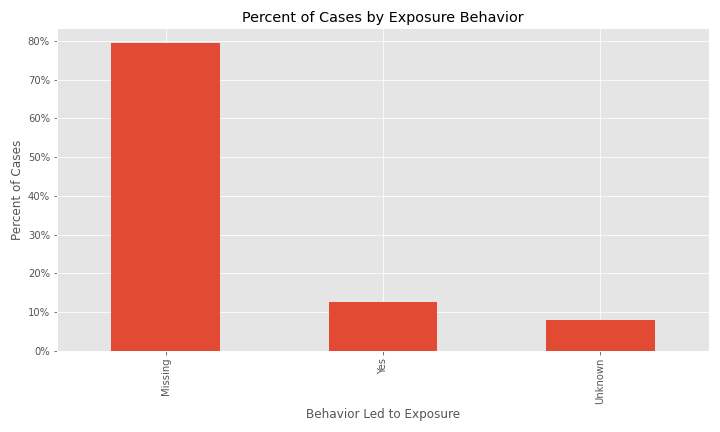 Percent of Cases by Exposure Behavior
80%
70%
60%
50%
40%
30%
20%
10%
0%
Percent of Cases
Missing
Yes
Unknown
Behavior Led to Exposure